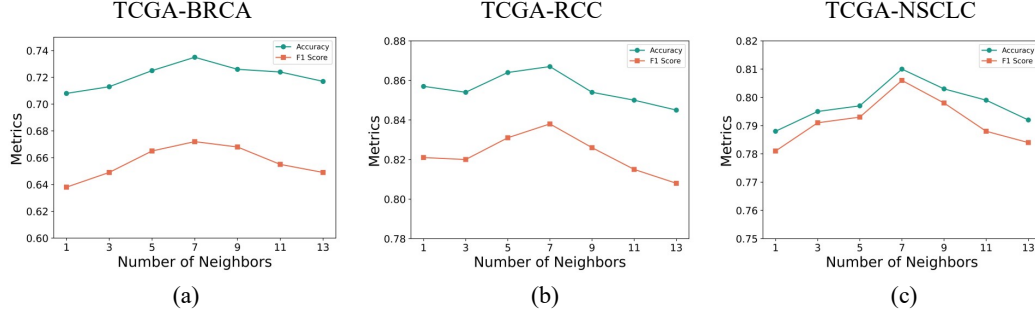 TCGA-BRCA
TCGA-RCC
TCGA-NSCLC
0.74
0.72
0.70
0.68
0.66
0.64
0.62
0.60
Metrics
Accuracy
F1 Score
1 3 5 7 9 11 13
Number of Neighbors
(a)
0.88
0.86
0.84
0.82
0.80
0.78
Metrics
Accuracy
F1 Score
1 3 5 7 9 11 13
Number of Neighbors
(b)
0.82
0.81
0.80
0.79
0.78
0.77
0.76
0.75
Metrics
Accuracy
F1 Score
1 3 5 7 9 11 13
Number of Neighbors
(c)